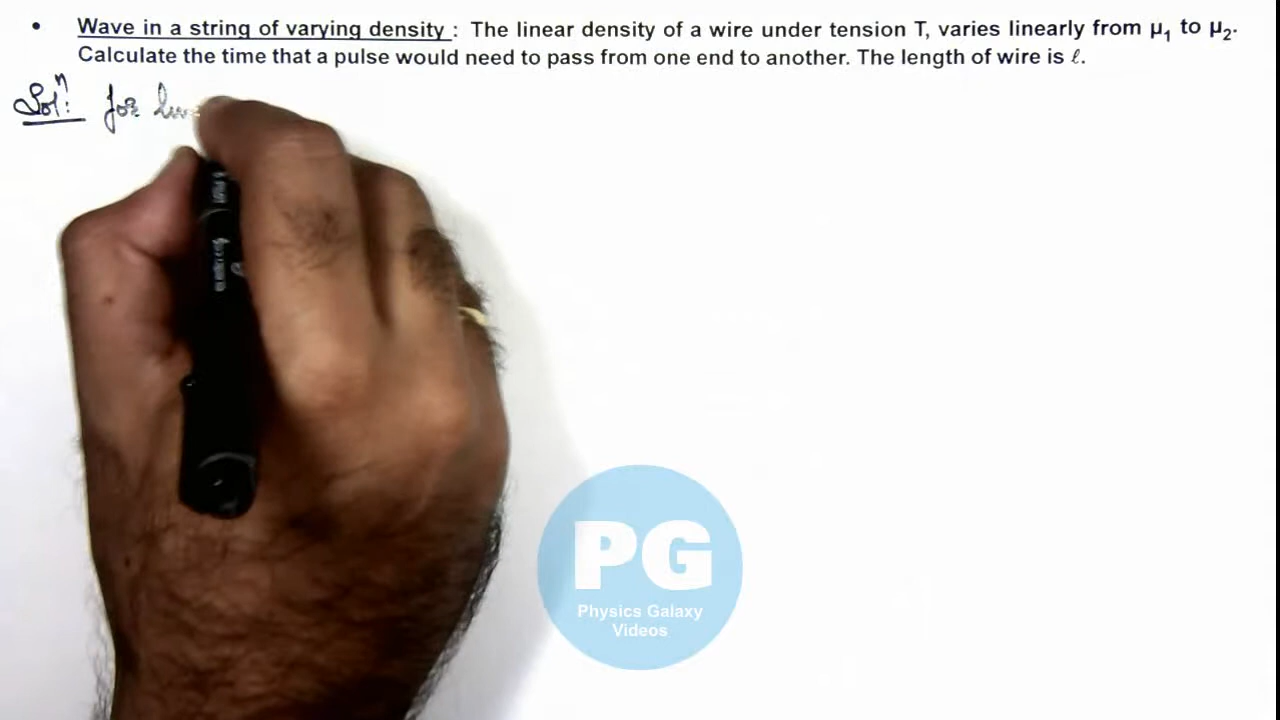 • Wave in a string of varying density : The linear density of a wire under tension T, varies linearly from μ₁ to μ₂.
Calculate the time that a pulse would need to pass from one end to another. The length of wire is ℓ.
Solⁿ: for
PG
Physics Galaxy
Videos